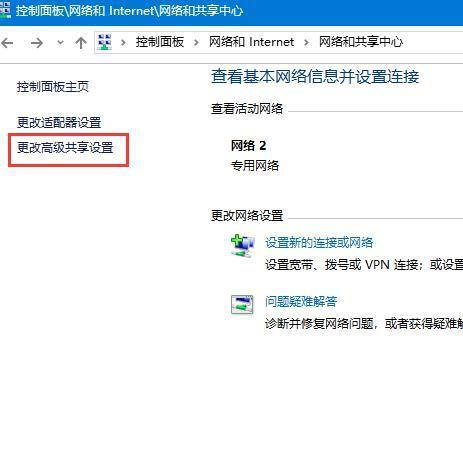 控制面板\网络和 Internet\网络和共享中心
控制面板 > 网络和 Internet > 网络和共享中心
控制面板主页
查看基本网络信息并设置连接
更改适配器设置
更改高级共享设置
查看活动网络
网络 2
专用网络
更改网络设置
设置新的连接或网络
设置宽带、拨号或 VPN 连接；或设置
问题疑难解答
诊断并修复网络问题，或者获得疑难